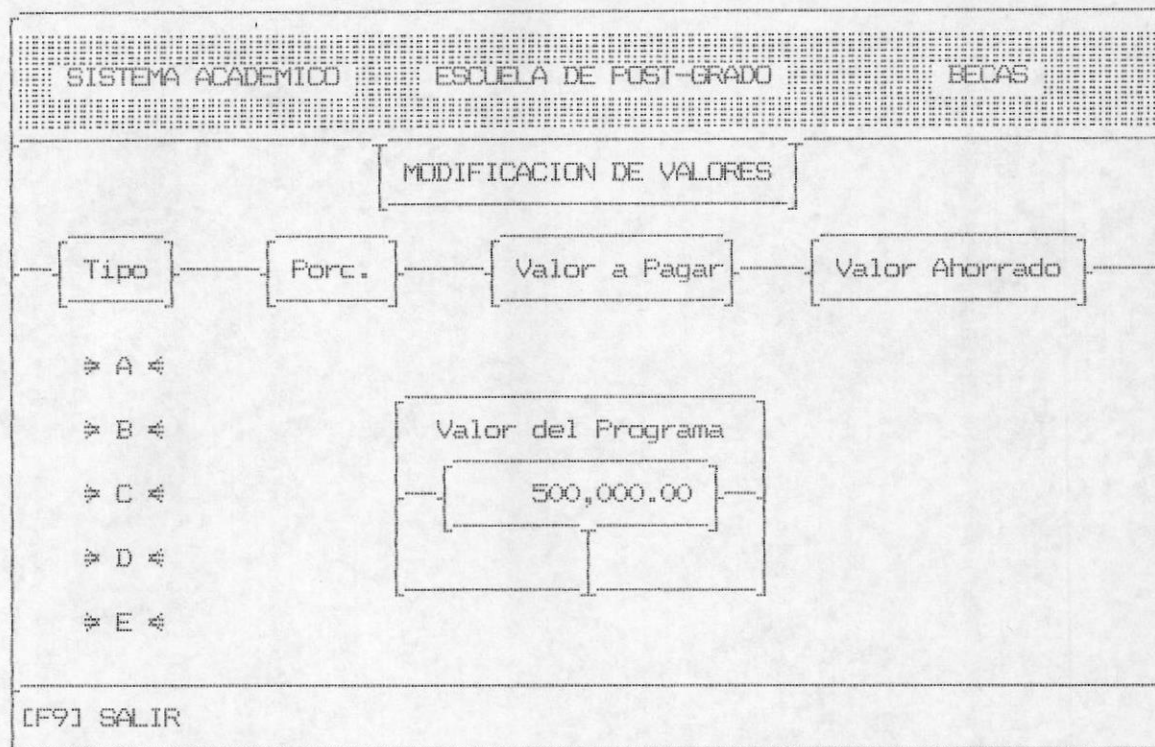 SISTEMA ACADEMICO ESCUELA DE POST-GRADO BECAS
MODIFICACION DE VALORES
Tipo Porc. Valor a Pagar Valor Ahorrado
A
B
Valor del Programa
C
500,000.00
D
E
[F9] SALIR